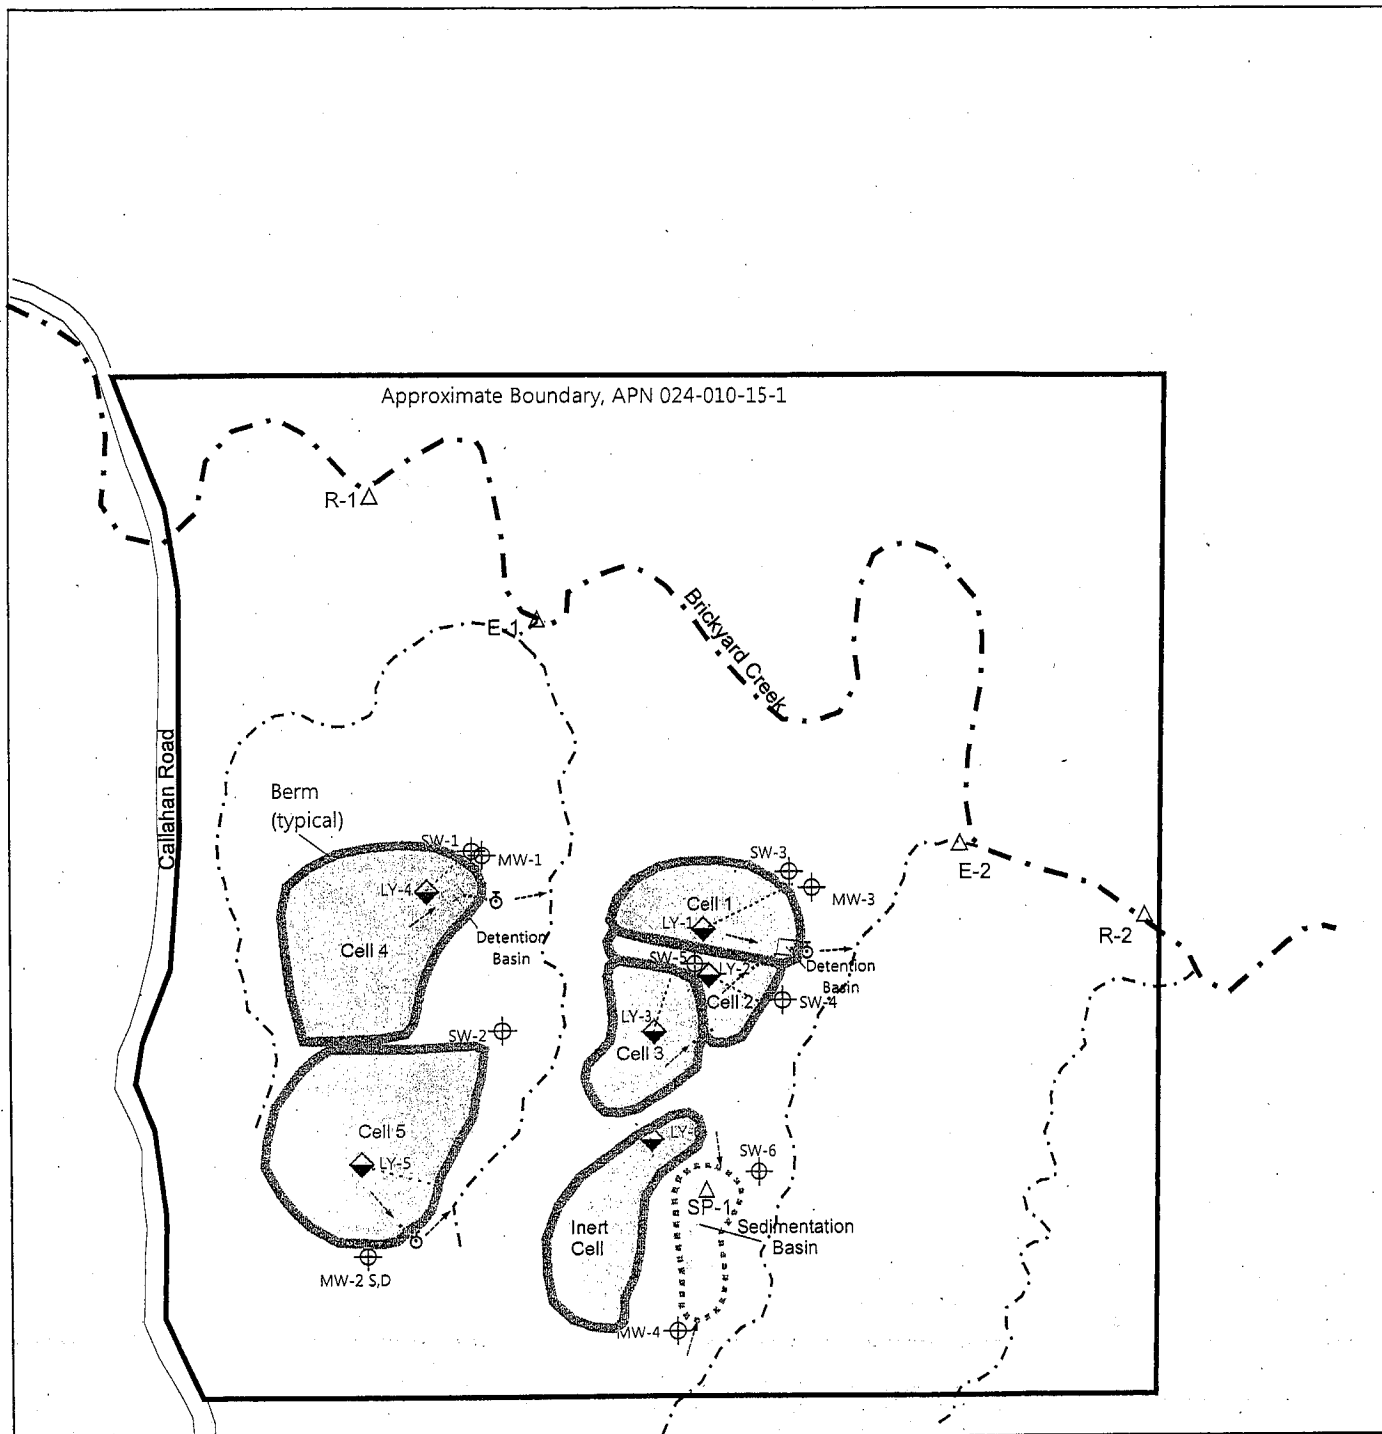 Approximate Boundary, APN 024-010-15-1
R-1
E-1
Brickyard Creek
Callahan Road
Berm
(typical)
SW-1
MW-1
SW-3
E-2
LY-4
MW-3
Cell 1
LY-1
R-2
Cell 4
Detention
Basin
SW-5
LY-2
Detention
Basin
Cell 2
SW-4
LY-3
SW-2
Cell 3
Cell 5
LY-6
SW-6
LY-5
SP-1
Inert
Cell
Sedimentation
Basin
MW-2 S,D
MW-4